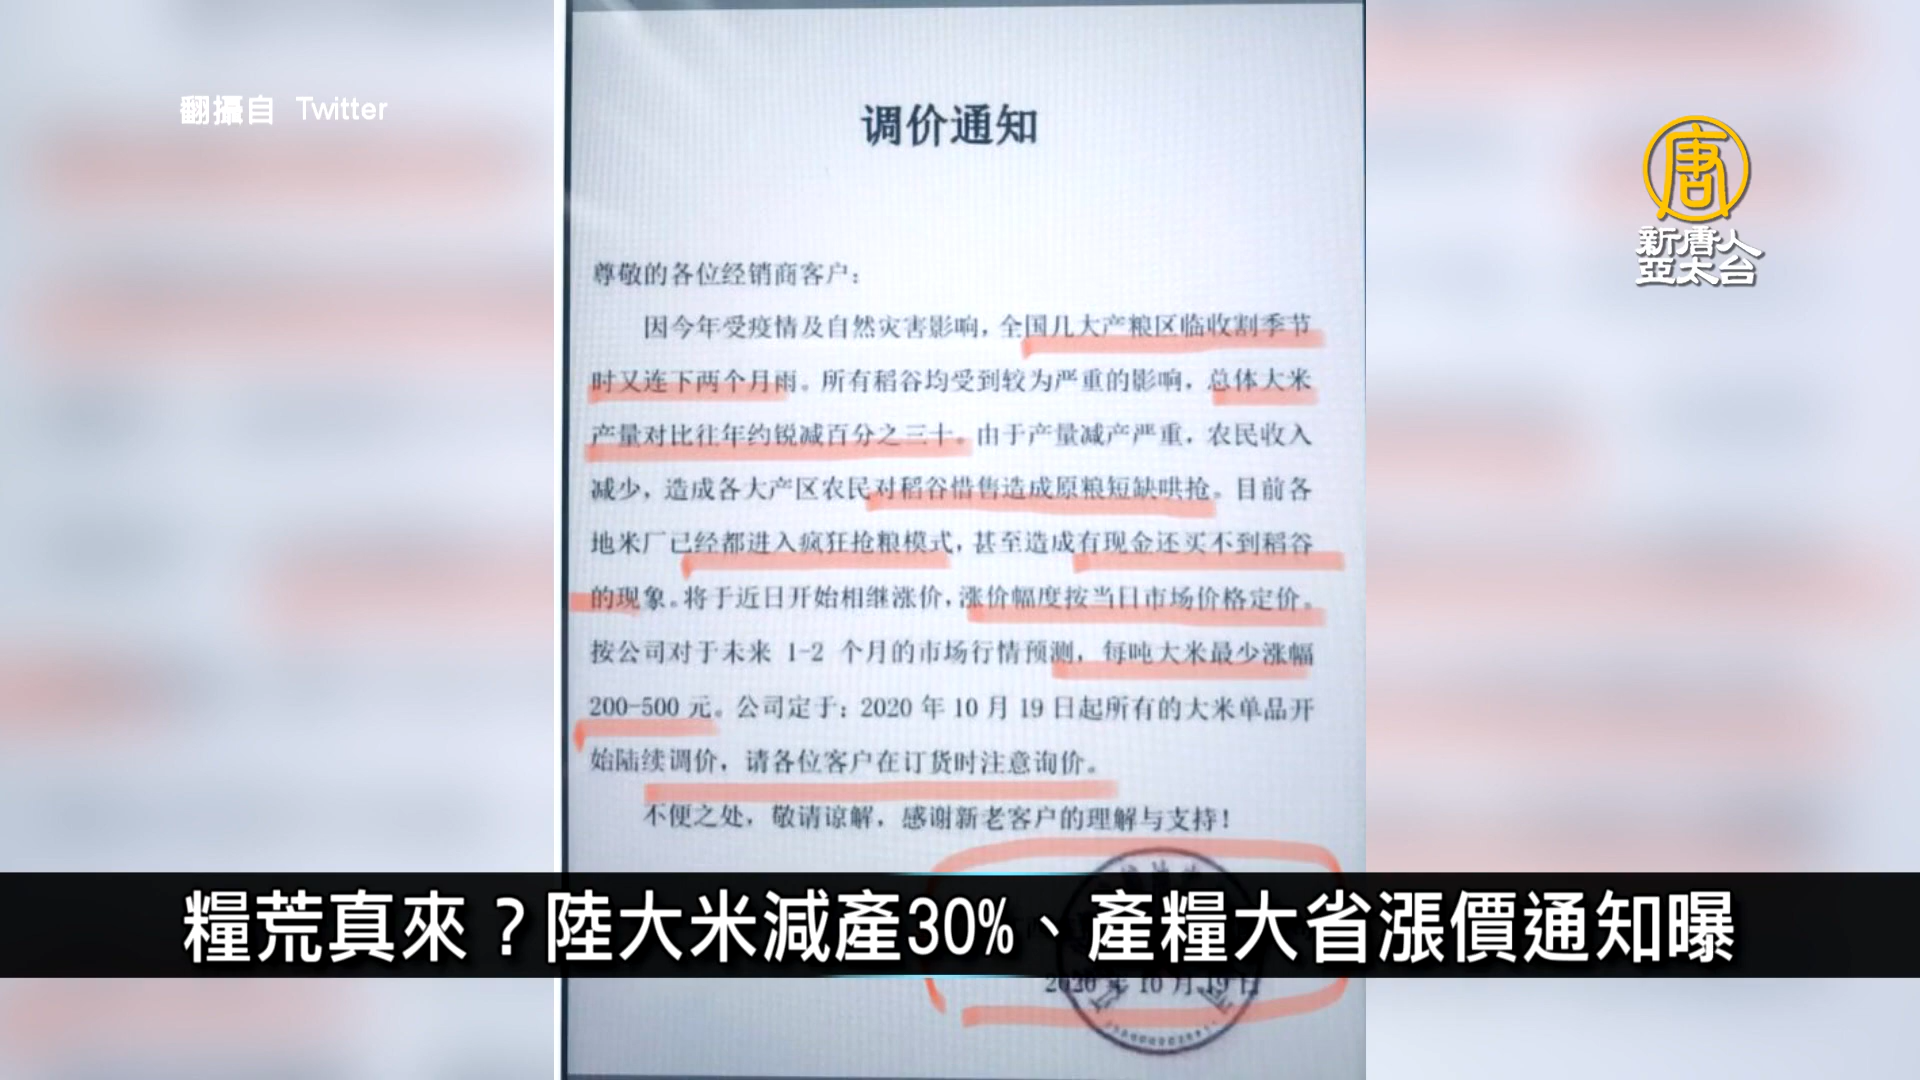 翻攝自 Twitter
唐
新唐人
亞太台
调价通知
尊敬的各位经销商客户：
因今年受疫情及自然灾害影响，全国几大产粮区临收割季节
时又连下两个月雨。所有稻谷均受到较为严重的影响，总体大米
产量对比往年约锐减百分之三十。由于产量减产严重，农民收入
减少，造成各大产区农民对稻谷惜售造成原粮短缺哄抢。目前各
地米厂已经都进入疯狂抢粮模式，甚至造成有现金还买不到稻谷
的现象。将于近日开始相继涨价，涨价幅度按当日市场价格定价。
按公司对于未来 1-2 个月的市场行情预测，每吨大米最少涨幅
200-500 元。公司定于：2020 年 10 月 19 日起所有的大米单品开
始陆续调价，请各位客户在订货时注意询价。
不便之处，敬请谅解，感谢新老客户的理解与支持！
糧荒真來？陸大米減產30%、產糧大省漲價通知曝
2020 年 10 月 19 日